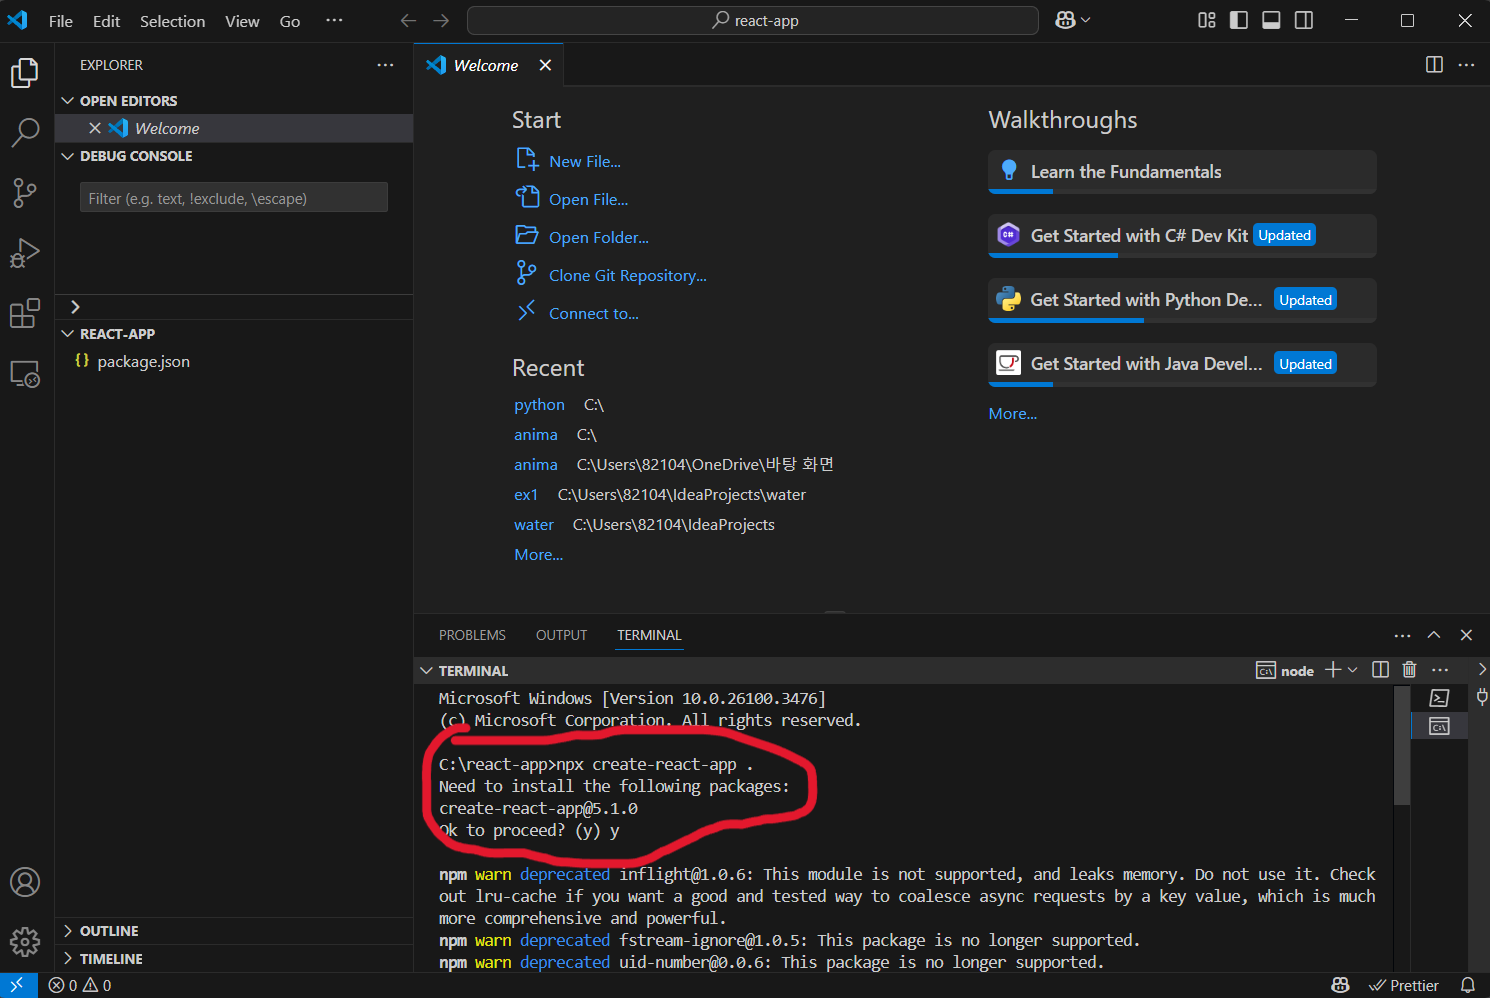 File Edit Selection View Go ···
react-app
EXPLORER
OPEN EDITORS
Welcome
DEBUG CONSOLE
Filter (e.g. text, !exclude, \escape)
REACT-APP
{} package.json
OUTLINE
TIMELINE
Welcome
Start
New File...
Open File...
Open Folder...
Clone Git Repository...
Connect to...
Recent
python C:\
anima C:\
anima C:\Users\82104\OneDrive\바탕 화면
ex1 C:\Users\82104\IdeaProjects\water
water C:\Users\82104\IdeaProjects
More...
Walkthroughs
Learn the Fundamentals
Get Started with C# Dev Kit Updated
Get Started with Python De... Updated
Get Started with Java Devel... Updated
More...
PROBLEMS OUTPUT TERMINAL
TERMINAL
node
Microsoft Windows [Version 10.0.26100.3476]
(c) Microsoft Corporation. All rights reserved.
C:\react-app>npx create-react-app .
Need to install the following packages:
create-react-app@5.1.0
Ok to proceed? (y) y
npm warn deprecated inflight@1.0.6: This module is not supported, and leaks memory. Do not use it. Check
out lru-cache if you want a good and tested way to coalesce async requests by a key value, which is much
more comprehensive and powerful.
npm warn deprecated fstream-ignore@1.0.5: This package is no longer supported.
npm warn deprecated uid-number@0.0.6: This package is no longer supported.
0 0
Prettier